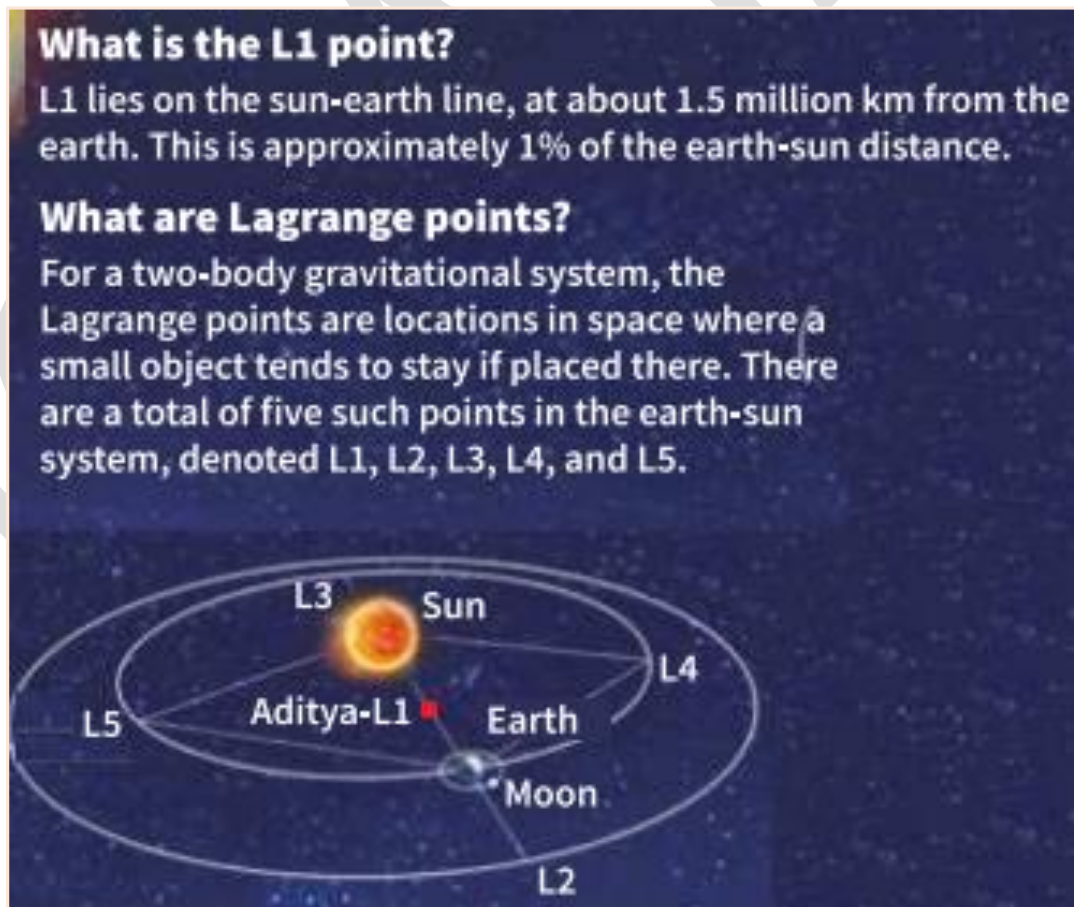 What is the L1 point?
L1 lies on the sun-earth line, at about 1.5 million km from the
earth. This is approximately 1% of the earth-sun distance.
What are Lagrange points?
For a two-body gravitational system, the
Lagrange points are locations in space where a
small object tends to stay if placed there. There
are a total of five such points in the earth-sun
system, denoted L1, L2, L3, L4, and L5.
L3
Sun
L4
Aditya-L1
Earth
L5
Moon
L2